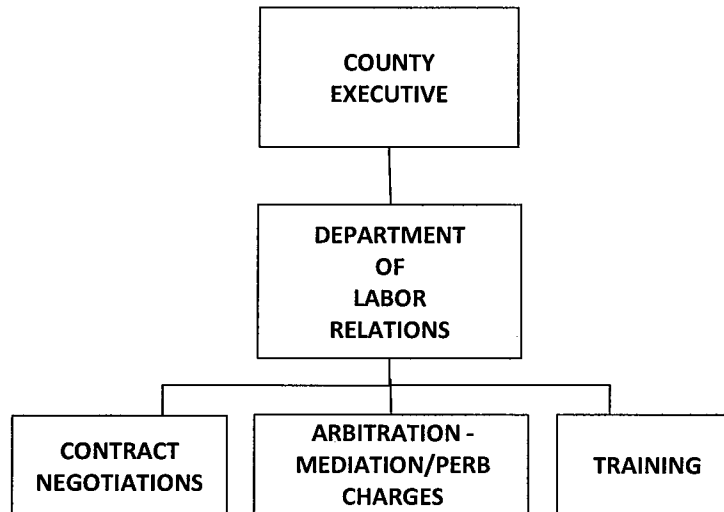 COUNTY
EXECUTIVE
DEPARTMENT
OF
LABOR
RELATIONS
CONTRACT
NEGOTIATIONS
ARBITRATION -
MEDIATION/PERB
CHARGES
TRAINING